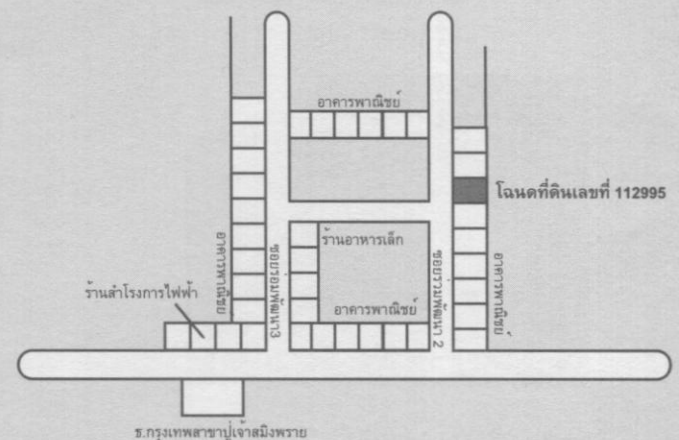 อาคารพาณิชย์
โฉนดที่ดินเลขที่ 112995
ร้านอาหารเล็ก
อาคารพาณิชย์
ซอยร่วมพัฒนา3
ซอยร่วมพัฒนา 2
อาคารพาณิชย์
ร้านสำโรงการไฟฟ้า
อาคารพาณิชย์
ธ.กรุงเทพสาขาปู่เจ้าสมิงพราย